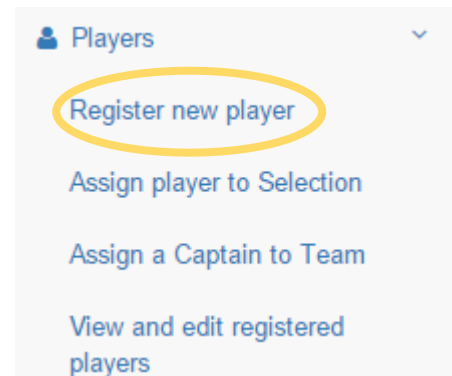 Players
Register new player
Assign player to Selection
Assign a Captain to Team
View and edit registered
players